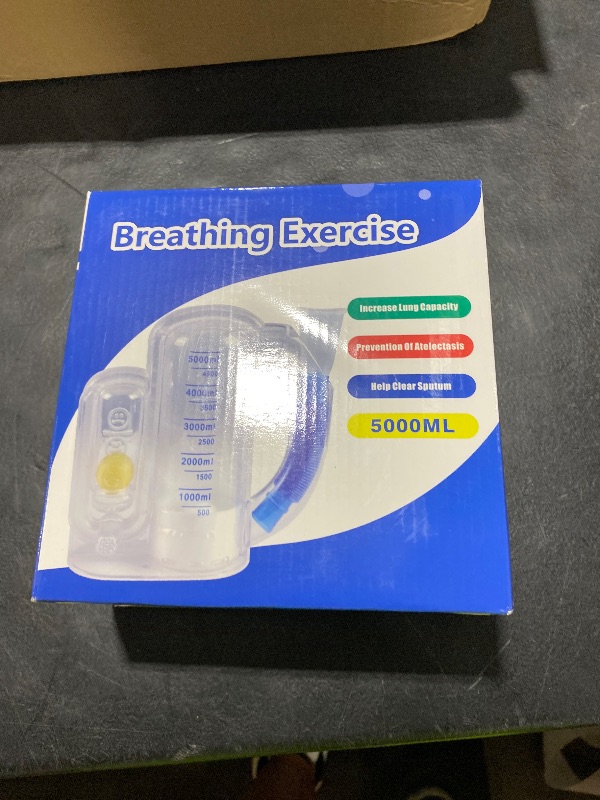 Breathing Exercise
Increase Lung Capacity
Prevention Of Atelectasis
Help Clear Sputum
5000ML
5000ml
4500
4000ml
3500
3000ml
2500
2000ml
1500
1000ml
500